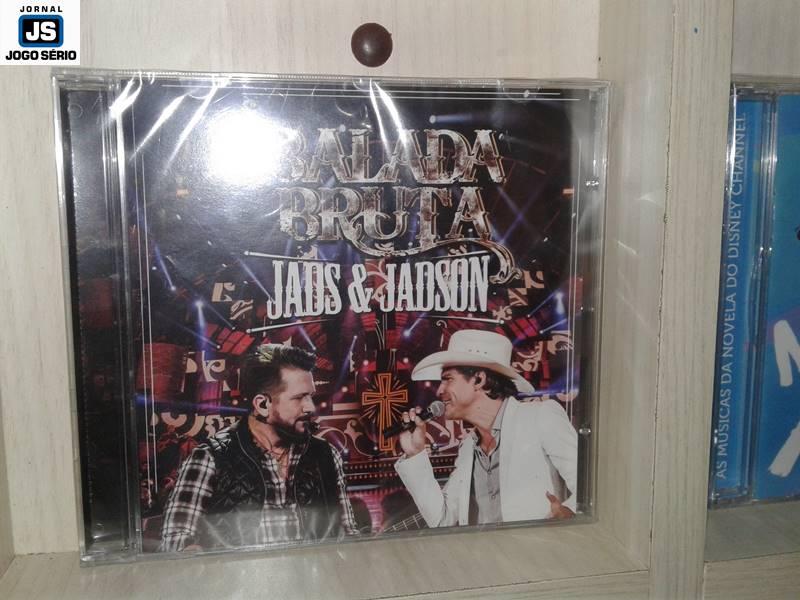 JORNAL
JS
JOGO SÉRIO
BALADA
BRUTA
JADS & JADSON
AS MÚSICAS DA NOVELA DO DISNEY CHANNEL